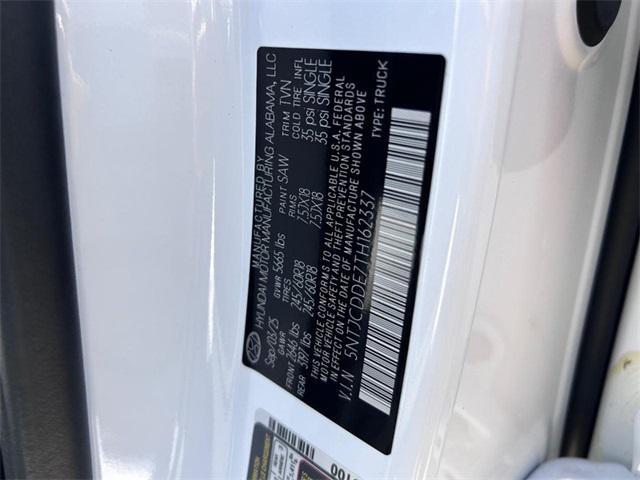 MANUFACTURED BY
HYUNDAI MOTOR MANUFACTURING ALABAMA, LLC
Sep/03/25 GVWR 5665 lbs PAINT SAW TRIM TVN
GAWR TIRES RIMS COLD TIRE INFL
FRONT 2646 lbs 245/60R18 7.5JX18 35 psi SINGLE
REAR 3197 lbs 245/60R18 7.5JX18 35 psi SINGLE
THIS VEHICLE CONFORMS TO ALL APPLICABLE U.S.A. FEDERAL
MOTOR VEHICLE SAFETY AND THEFT PREVENTION STANDARDS
IN EFFECT ON THE DATE OF MANUFACTURE SHOWN ABOVE
V.I.N 5NTJCDDE7TH162337 TYPE: TRUCK